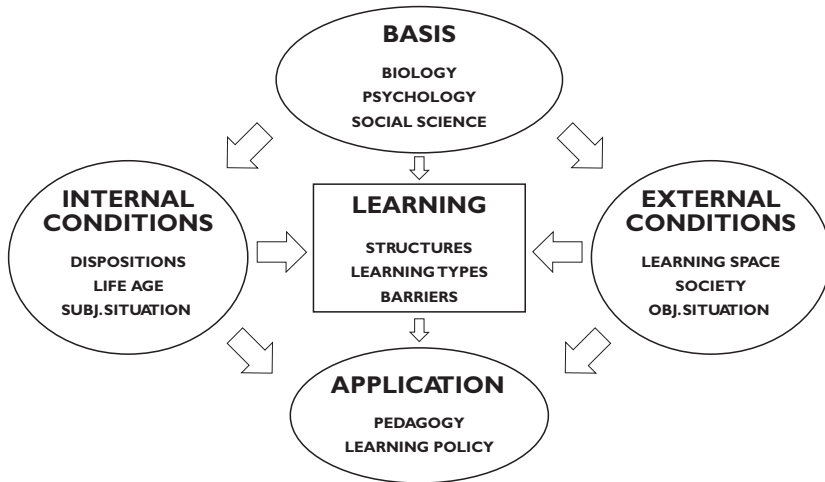 BASIS
BIOLOGY
PSYCHOLOGY
SOCIAL SCIENCE
INTERNAL
CONDITIONS
DISPOSITIONS
LIFE AGE
SUBJ.SITUATION
LEARNING
STRUCTURES
LEARNING TYPES
BARRIERS
EXTERNAL
CONDITIONS
LEARNING SPACE
SOCIETY
OBJ.SITUATION
APPLICATION
PEDAGOGY
LEARNING POLICY